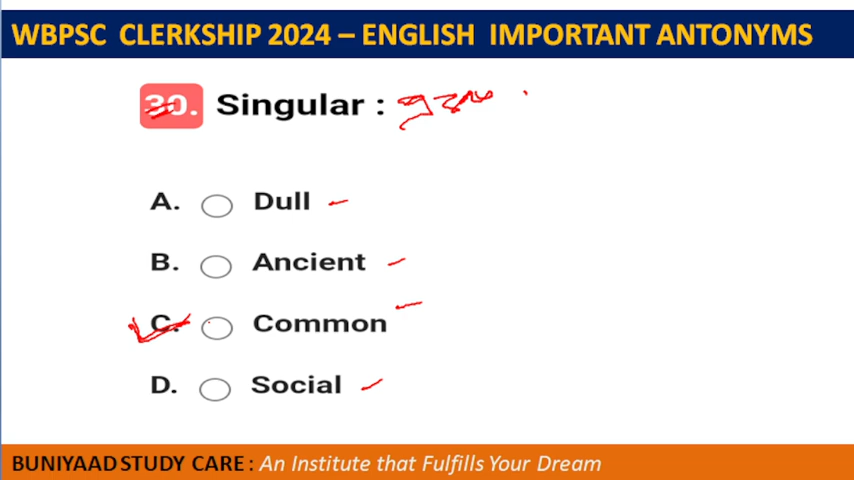 WBPSC CLERKSHIP 2024 – ENGLISH IMPORTANT ANTONYMS
30. Singular :
A. Dull
B. Ancient
C. Common
D. Social
BUNIYAAD STUDY CARE : An Institute that Fulfills Your Dream